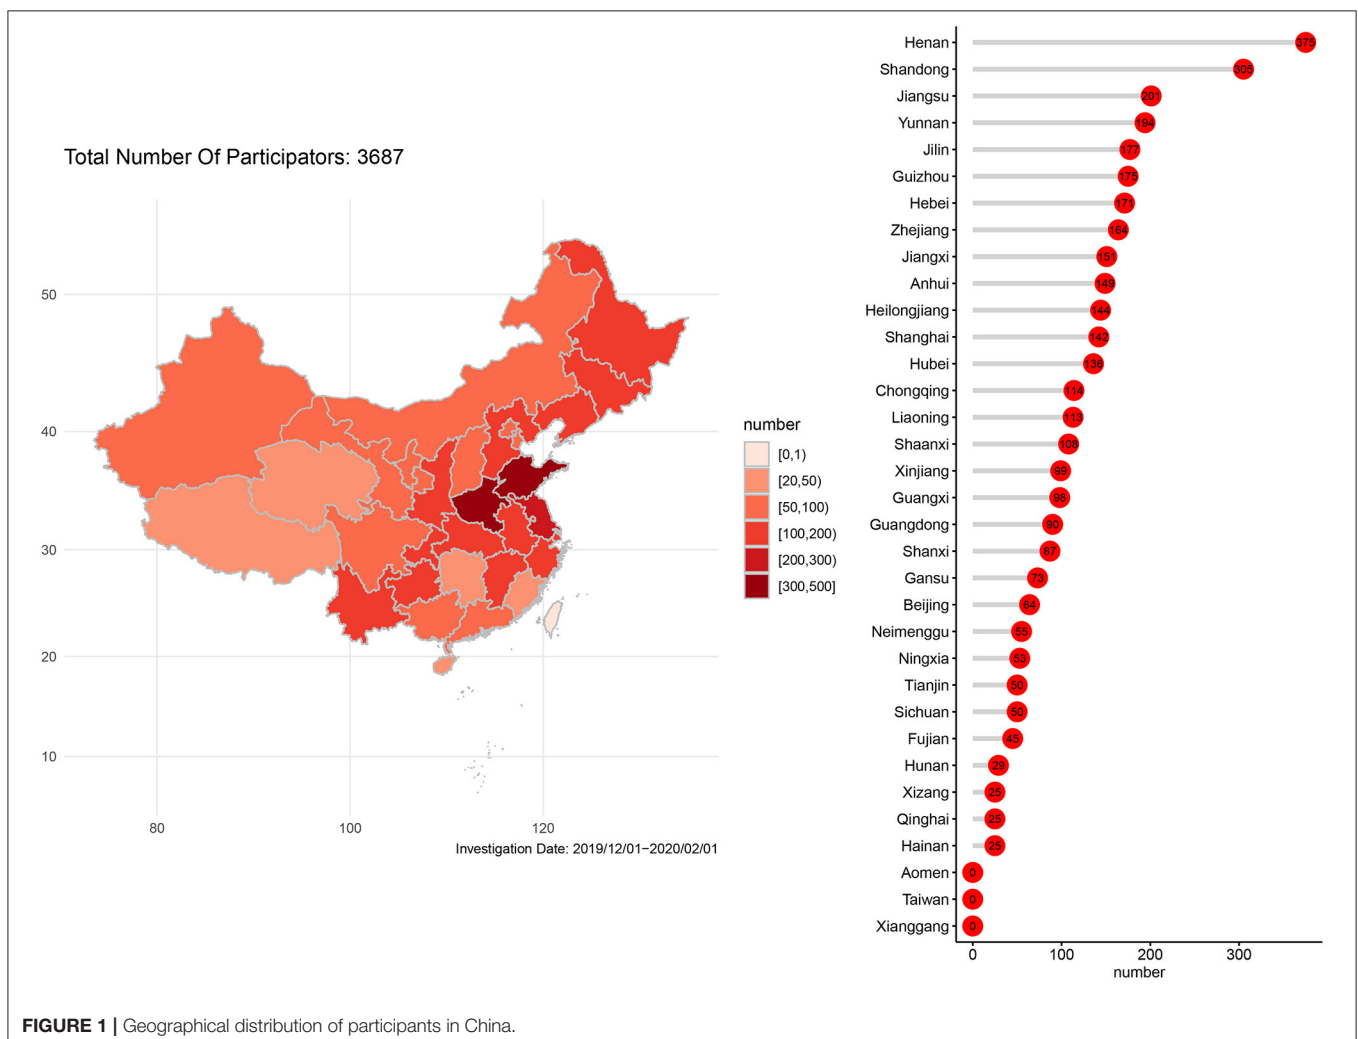 Total Number Of Participators: 3687
50
40
30
20
10
80
100
120
Investigation Date: 2019/12/01−2020/02/01
number
[0,1)
[20,50)
[50,100)
[100,200)
[200,300)
[300,500]
Henan 375
Shandong 305
Jiangsu 201
Yunnan 194
Jilin 177
Guizhou 175
Hebei 171
Zhejiang 164
Jiangxi 151
Anhui 149
Heilongjiang 144
Shanghai 142
Hubei 136
Chongqing 114
Liaoning 113
Shaanxi 108
Xinjiang 99
Guangxi 98
Guangdong 90
Shanxi 87
Gansu 73
Beijing 64
Neimenggu 55
Ningxia 53
Tianjin 50
Sichuan 50
Fujian 45
Hunan 29
Xizang 25
Qinghai 25
Hainan 25
Aomen 0
Taiwan 0
Xianggang 0
0 100 200 300
number
FIGURE 1 | Geographical distribution of participants in China.